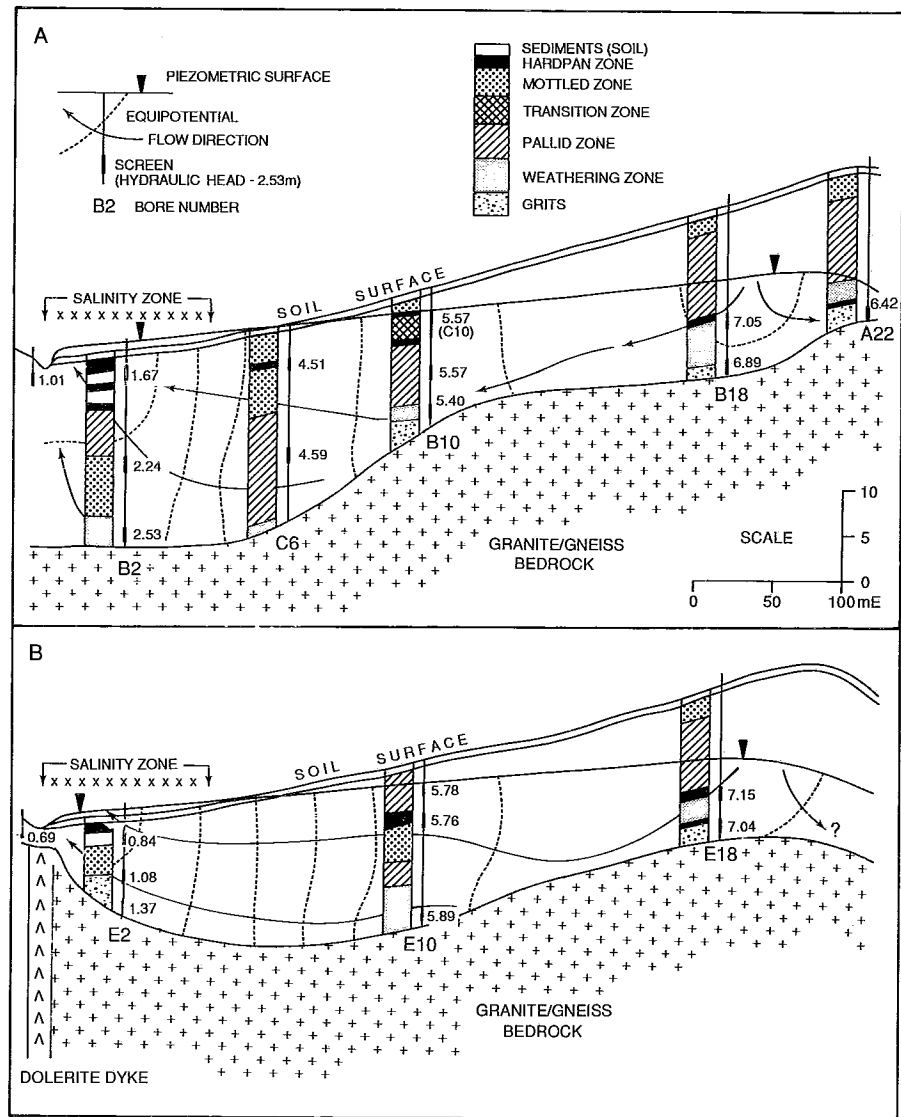 A
PIEZOMETRIC SURFACE
EQUIPOTENTIAL
FLOW DIRECTION
SCREEN
(HYDRAULIC HEAD - 2.53m)
B2 BORE NUMBER
SEDIMENTS (SOIL)
HARDPAN ZONE
MOTTLED ZONE
TRANSITION ZONE
PALLID ZONE
WEATHERING ZONE
GRITS
SALINITY ZONE
x x x x x x x x x x x
SOIL SURFACE
1.01
1.67
2.24
2.53
B2
4.51
4.59
C6
5.57
(C10)
5.57
5.40
B10
7.05
6.89
B18
6.42
A22
GRANITE/GNEISS
BEDROCK
SCALE
10
5
0
0 50 100mE
B
SALINITY ZONE
x x x x x x x x x x x
SOIL SURFACE
0.69
0.84
1.08
1.37
E2
5.78
5.76
5.89
E10
7.15
7.04
E18
?
GRANITE/GNEISS
BEDROCK
DOLERITE DYKE